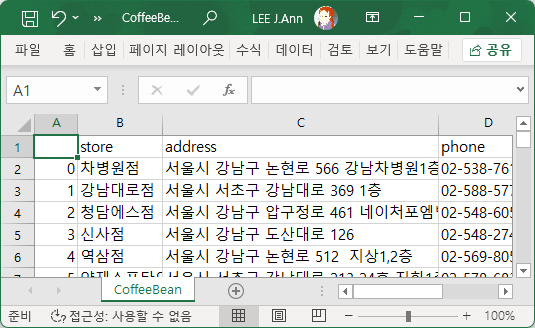 CoffeeBe... LEE J.Ann
파일 홈 삽입 페이지 레이아웃 수식 데이터 검토 보기 도움말 공유
A1 fx
A B C D
1 store address phone
2 0 차병원점 서울시 강남구 논현로 566 강남차병원1층 02-538-761
3 1 강남대로점 서울시 서초구 강남대로 369 1층 02-588-577
4 2 청담에스점 서울시 강남구 압구정로 461 네이처포엠 02-548-605
5 3 신사점 서울시 강남구 도산대로 126 02-548-274
6 4 역삼점 서울시 강남구 논현로 512 지상1,2층 02-569-805
CoffeeBean
준비 접근성: 사용할 수 없음 100%